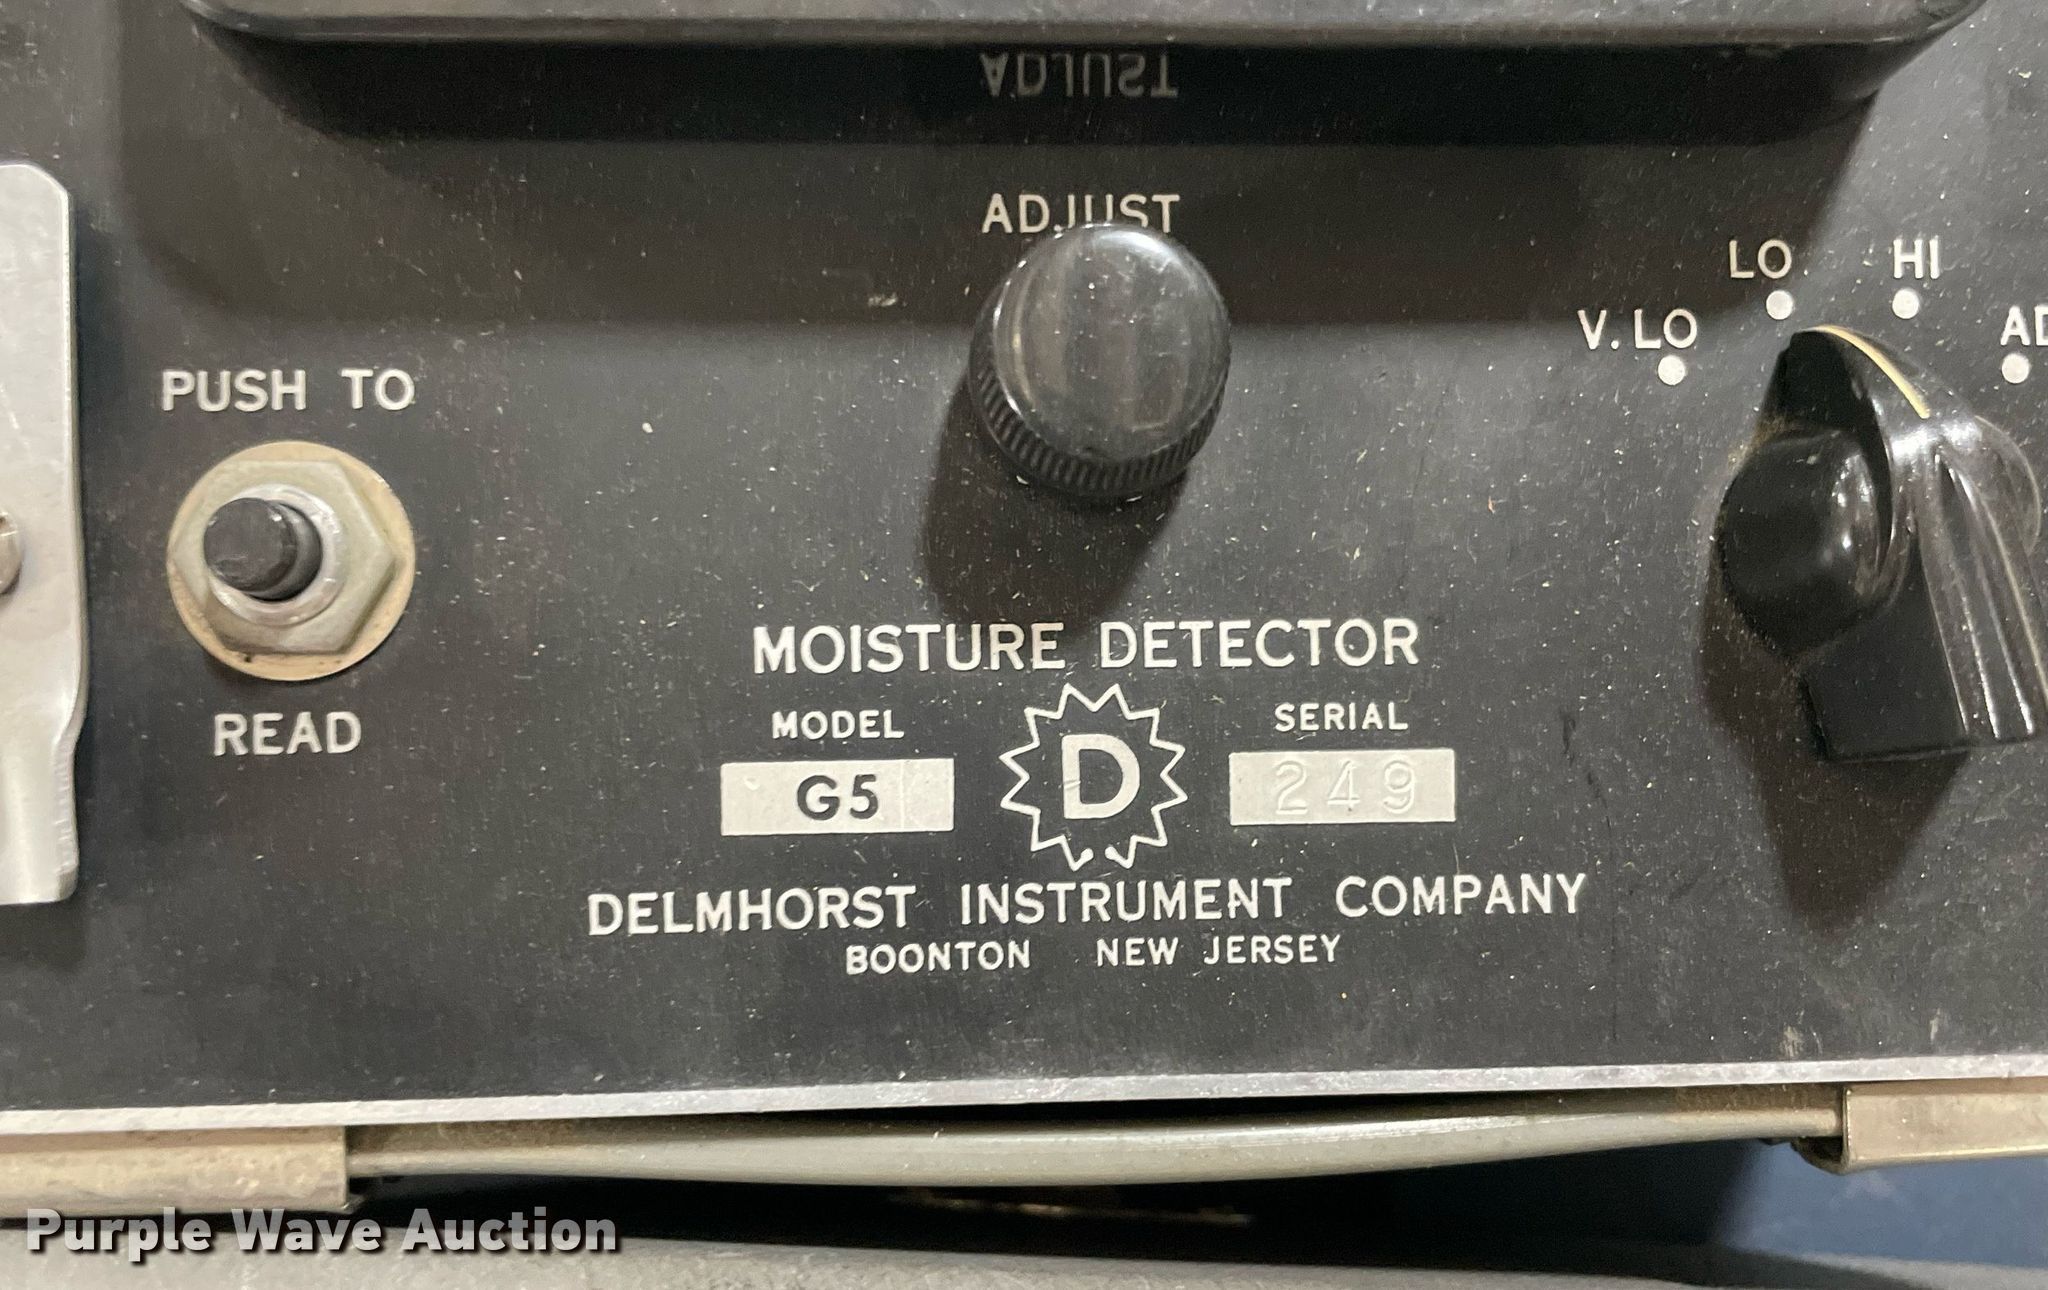 ADJUST
ADJUST
LO
HI
V. LO
AD
PUSH TO
READ
MOISTURE DETECTOR
MODEL
SERIAL
G5
D
249
DELMHORST INSTRUMENT COMPANY
BOONTON NEW JERSEY
Purple Wave Auction